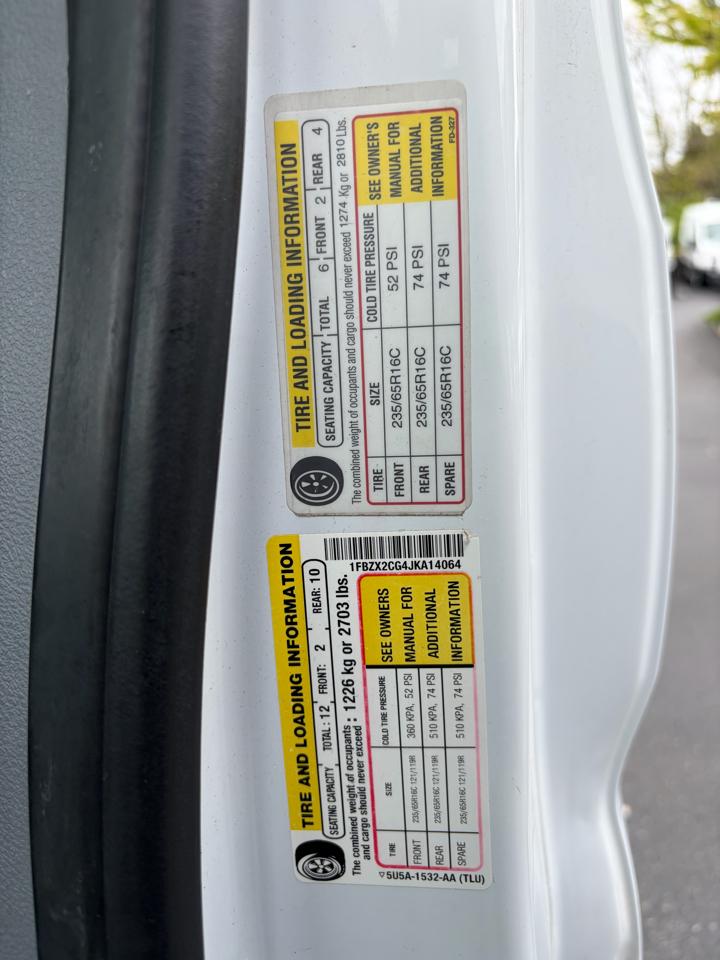 TIRE AND LOADING INFORMATION
SEATING CAPACITY TOTAL : 12 FRONT: 2 REAR: 10
The combined weight of occupants and cargo should never exceed : 1226 kg or 2703 lbs.
TIRE SIZE COLD TIRE PRESSURE SEE OWNERS MANUAL FOR ADDITIONAL INFORMATION
FRONT 235/65R16C 121/119R 360 KPA, 52 PSI
REAR 235/65R16C 121/119R 510 KPA, 74 PSI
SPARE 235/65R16C 121/119R 510 KPA, 74 PSI
1FBZX2CG4JKA14064
5U5A-1532-AA (TLU)
TIRE AND LOADING INFORMATION
SEATING CAPACITY TOTAL 6 FRONT 2 REAR 4
The combined weight of occupants and cargo should never exceed 1274 Kg or 2810 Lbs.
TIRE SIZE COLD TIRE PRESSURE SEE OWNER'S MANUAL FOR ADDITIONAL INFORMATION
FRONT 235/65R16C 52 PSI
REAR 235/65R16C 74 PSI
SPARE 235/65R16C 74 PSI
FD-327